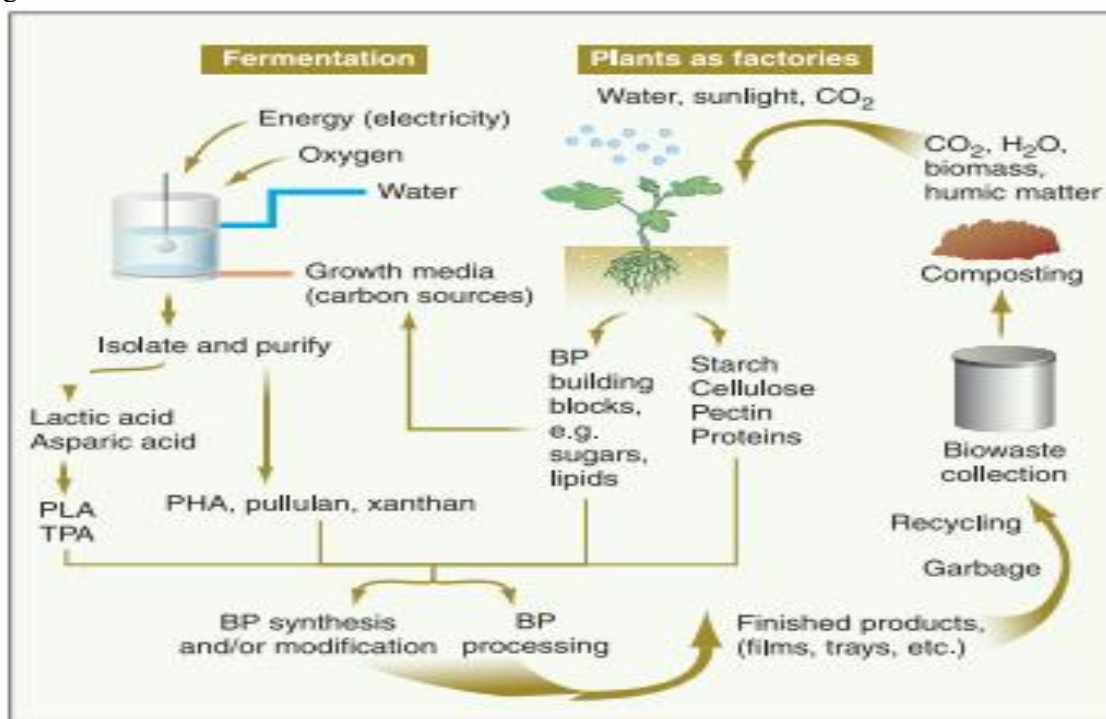 Fermentation
Energy (electricity)
Oxygen
Water
Growth media
(carbon sources)
Isolate and purify
Lactic acid
Asparic acid
PLA
TPA
PHA, pullulan, xanthan
Plants as factories
Water, sunlight, CO₂
BP
building
blocks,
e.g.
sugars,
lipids
Starch
Cellulose
Pectin
Proteins
CO₂, H₂O,
biomass,
humic matter
Composting
Biowaste
collection
Recycling
Garbage
BP synthesis
and/or modification
BP
processing
Finished products,
(films, trays, etc.)